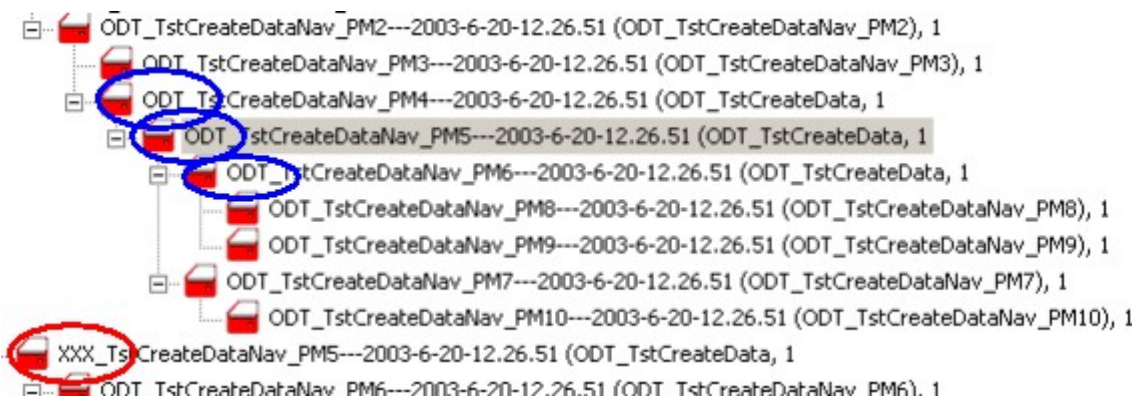 ODT_TstCreateDataNav_PM2---2003-6-20-12.26.51 (ODT_TstCreateDataNav_PM2), 1
ODT_TstCreateDataNav_PM3---2003-6-20-12.26.51 (ODT_TstCreateDataNav_PM3), 1
ODT_TstCreateDataNav_PM4---2003-6-20-12.26.51 (ODT_TstCreateData, 1
ODT_TstCreateDataNav_PM5---2003-6-20-12.26.51 (ODT_TstCreateData, 1
ODT_TstCreateDataNav_PM6---2003-6-20-12.26.51 (ODT_TstCreateData, 1
ODT_TstCreateDataNav_PM8---2003-6-20-12.26.51 (ODT_TstCreateDataNav_PM8), 1
ODT_TstCreateDataNav_PM9---2003-6-20-12.26.51 (ODT_TstCreateDataNav_PM9), 1
ODT_TstCreateDataNav_PM7---2003-6-20-12.26.51 (ODT_TstCreateDataNav_PM7), 1
ODT_TstCreateDataNav_PM10---2003-6-20-12.26.51 (ODT_TstCreateDataNav_PM10), 1
XXX_TstCreateDataNav_PM5---2003-6-20-12.26.51 (ODT_TstCreateData, 1
ODT_TstCreateDataNav_PM6---2003-6-20-12.26.51 (ODT_TstCreateDataNav_PM6), 1